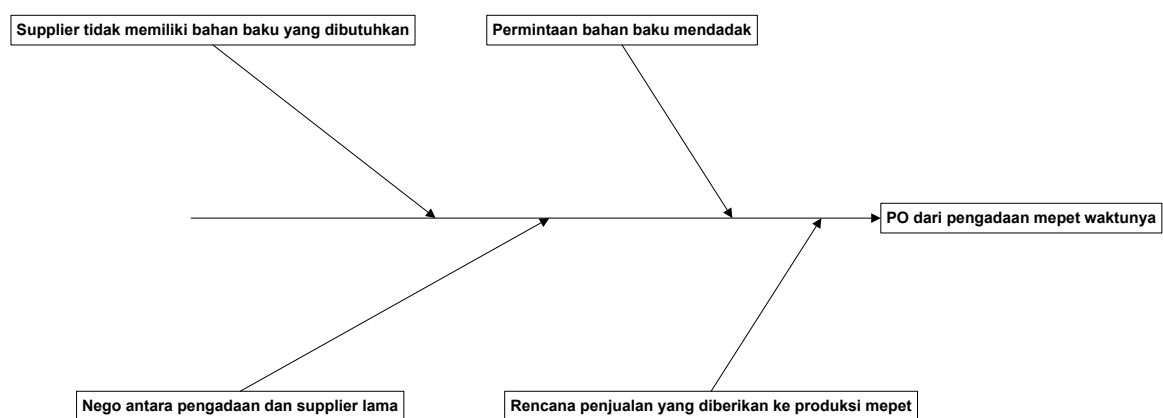 Supplier tidak memiliki bahan baku yang dibutuhkan
Permintaan bahan baku mendadak
PO dari pengadaan mepet waktunya
Nego antara pengadaan dan supplier lama
Rencana penjualan yang diberikan ke produksi mepet